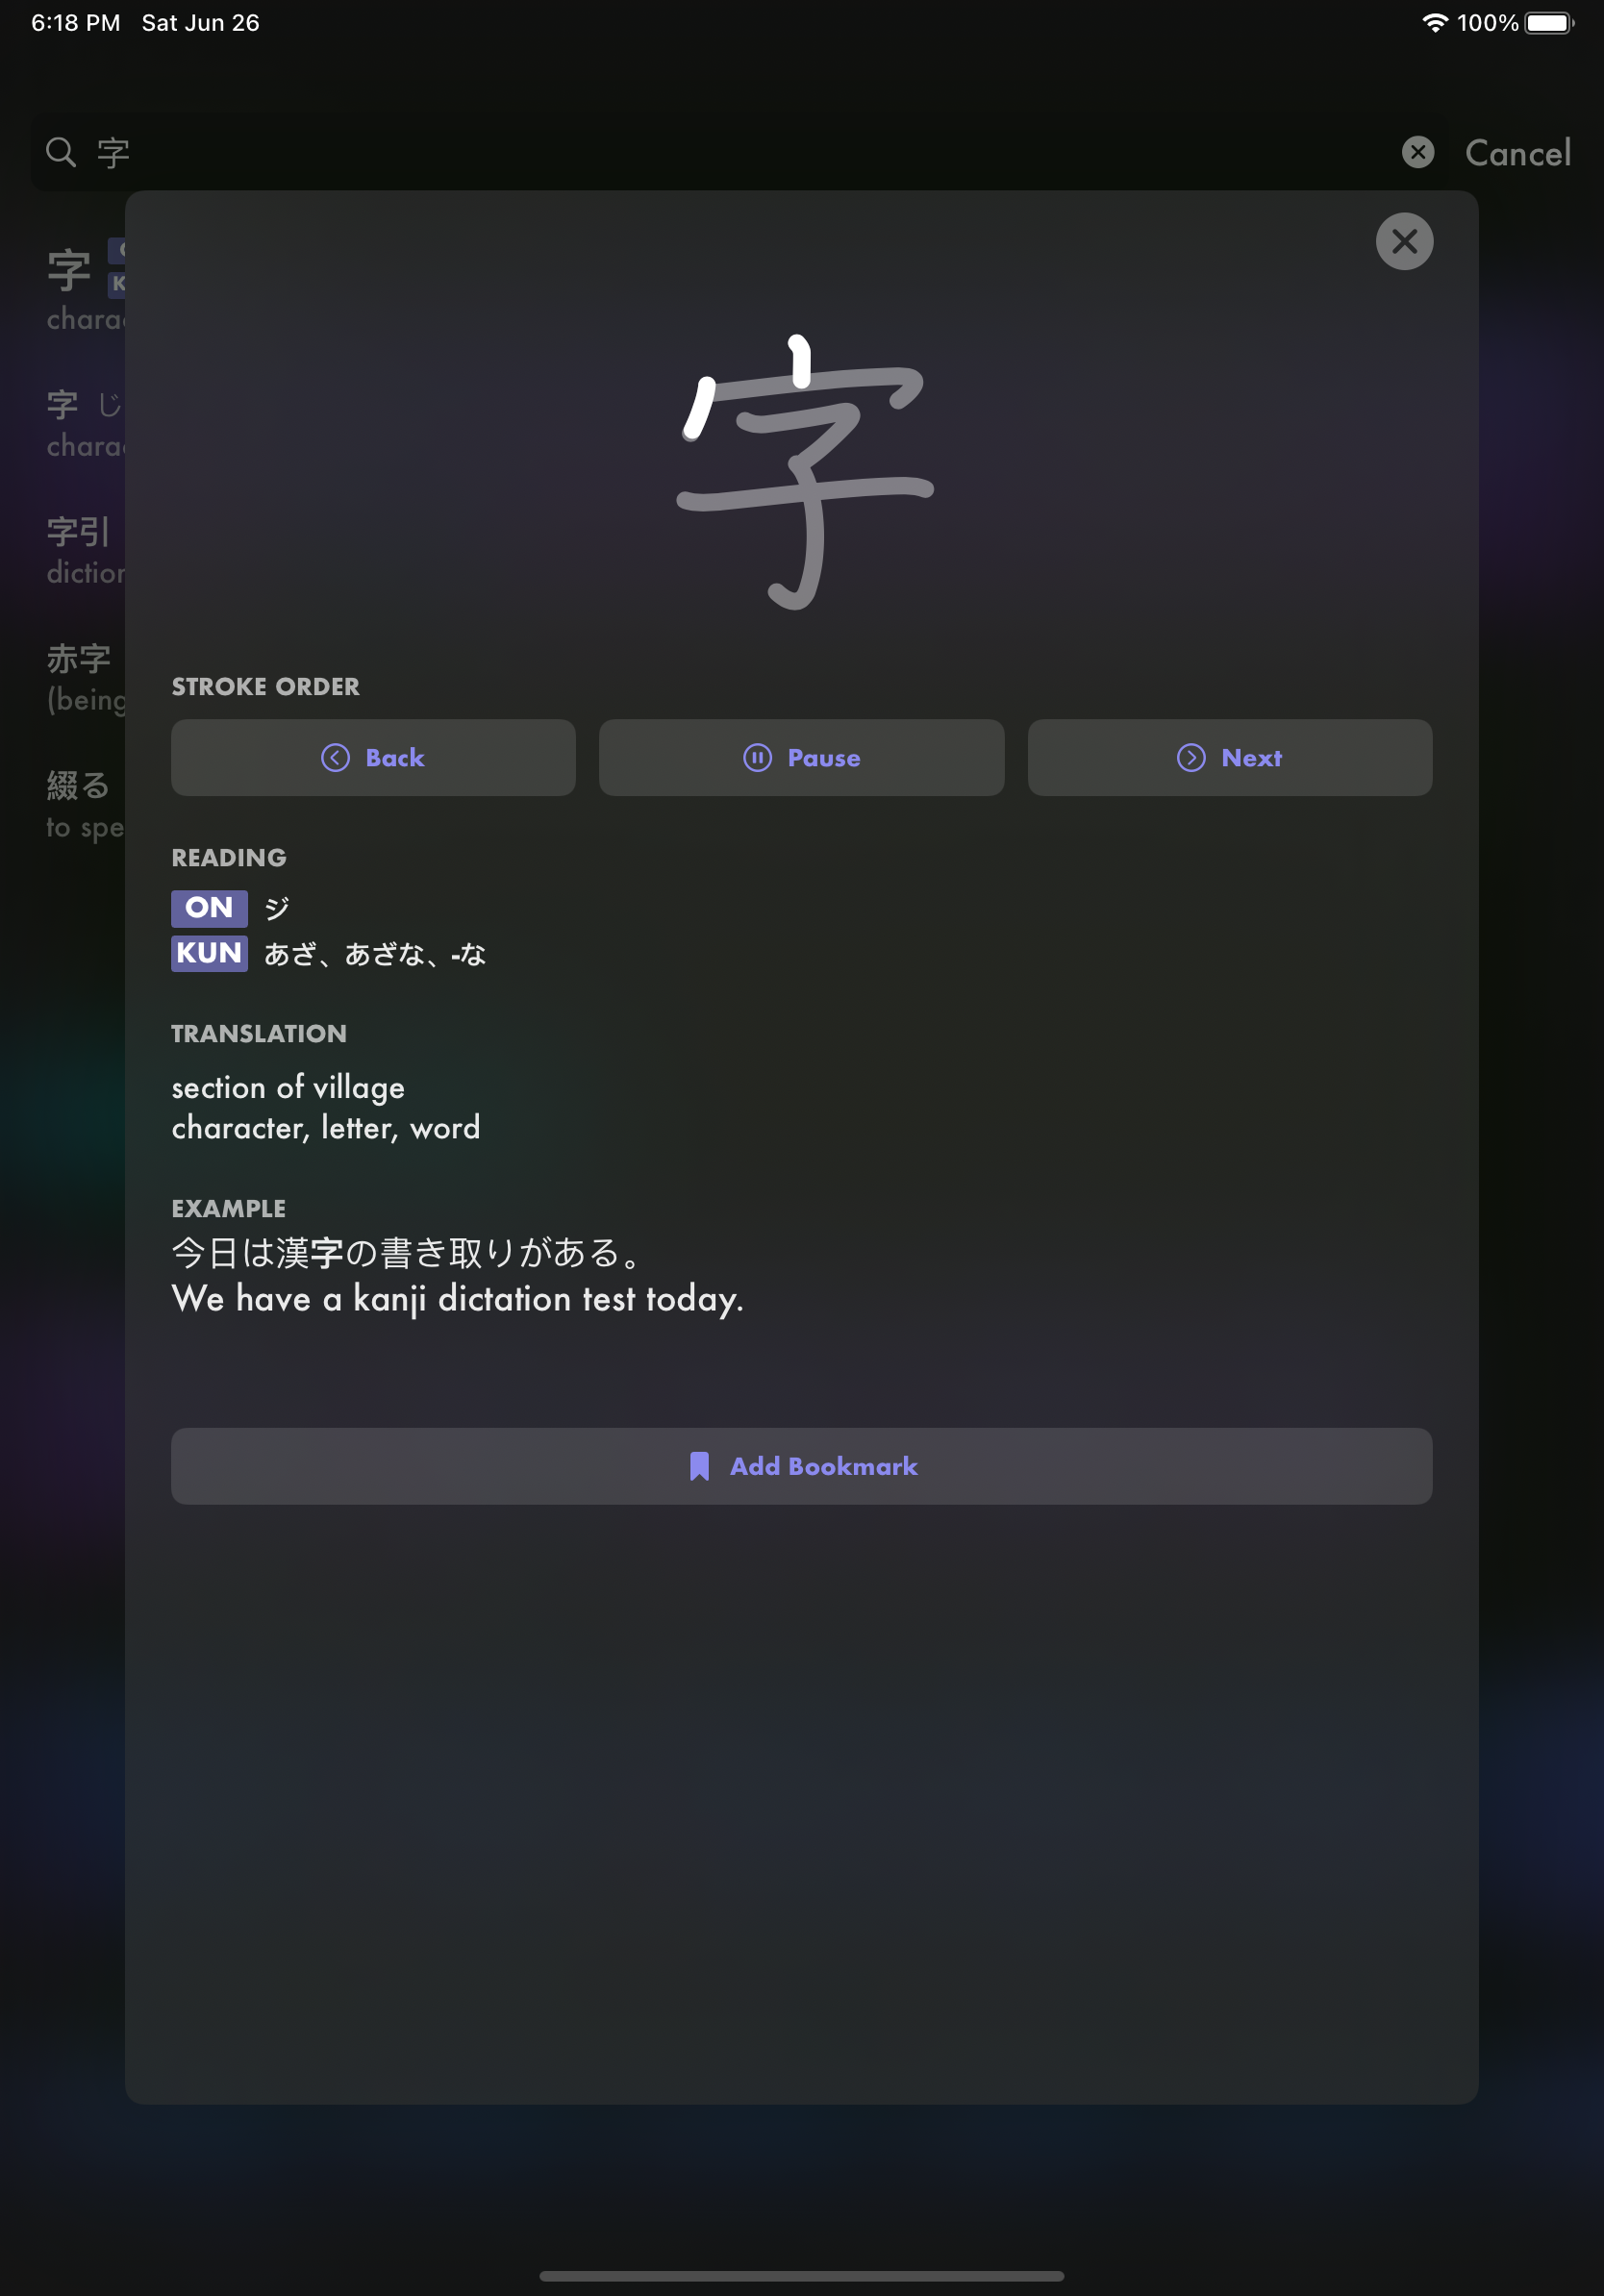 6:18 PM Sat Jun 26 100%
字 Cancel
字
K
字 じ
字引
赤字
(being
綴る
to spe
字
STROKE ORDER
Back Pause Next
READING
ON ジ
KUN あざ、あざな、-な
TRANSLATION
section of village
character, letter, word
EXAMPLE
今日は漢字の書き取りがある。
We have a kanji dictation test today.
Add Bookmark